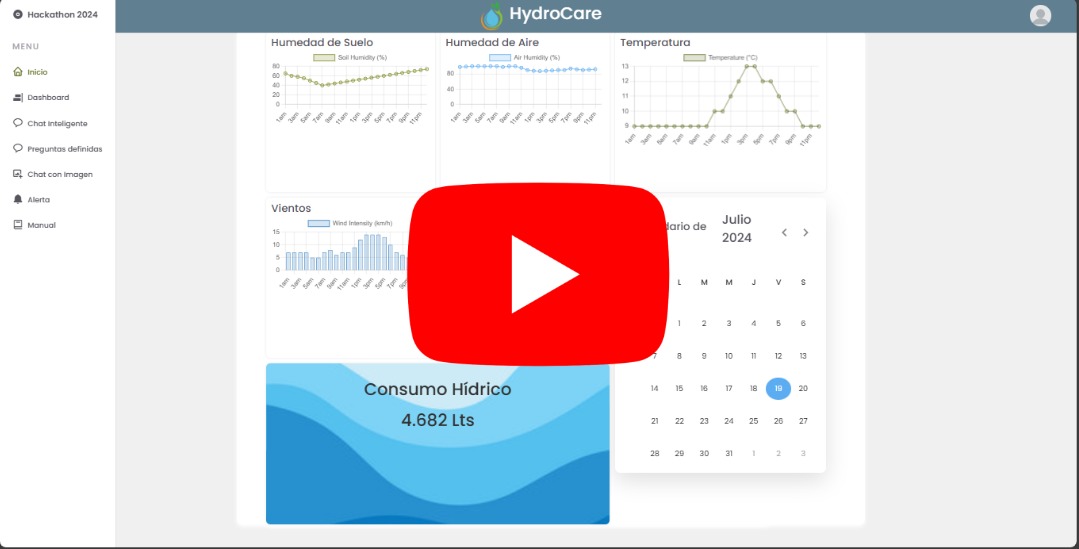 Hackathon 2024
HydroCare
MENU
Inicio
Dashboard
Chat Inteligente
Preguntas definidas
Chat con Imagen
Alerta
Manual
Humedad de Suelo
Soil Humidity (%)
80
60
40
20
0
1am 3am 5am 7am 9am 11am 1pm 3pm 5pm 7pm 9pm 11pm
Humedad de Aire
Air Humidity (%)
80
40
0
1am 3am 5am 7am 9am 11am 1pm 3pm 5pm 7pm 9pm 11pm
Temperatura
Temperature (°C)
13
12
11
10
9
1am 3am 5am 7am 9am 11am 1pm 3pm 5pm 7pm 9pm 11pm
Vientos
Wind Intensity (km/h)
15
10
5
0
1am 3am 5am 7am 9am 11am 1pm 3pm 5pm 7pm
dario de
Julio
2024
L M M J V S
1 2 3 4 5 6
7 8 9 10 11 12 13
14 15 16 17 18 19 20
21 22 23 24 25 26 27
28 29 30 31 1 2 3
Consumo Hídrico
4.682 Lts